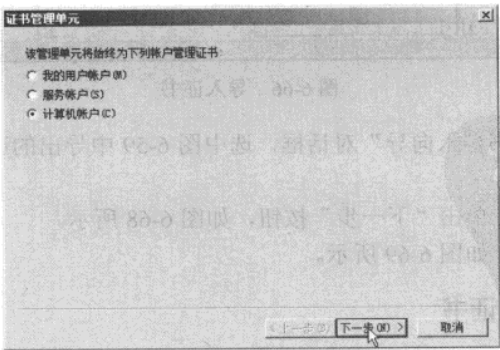 证书管理单元
该管理单元将始终为下列帐户管理证书:
我的用户帐户(M)
服务帐户(S)
计算机帐户(C)
<上一步(B)
下一步(N) >
取消